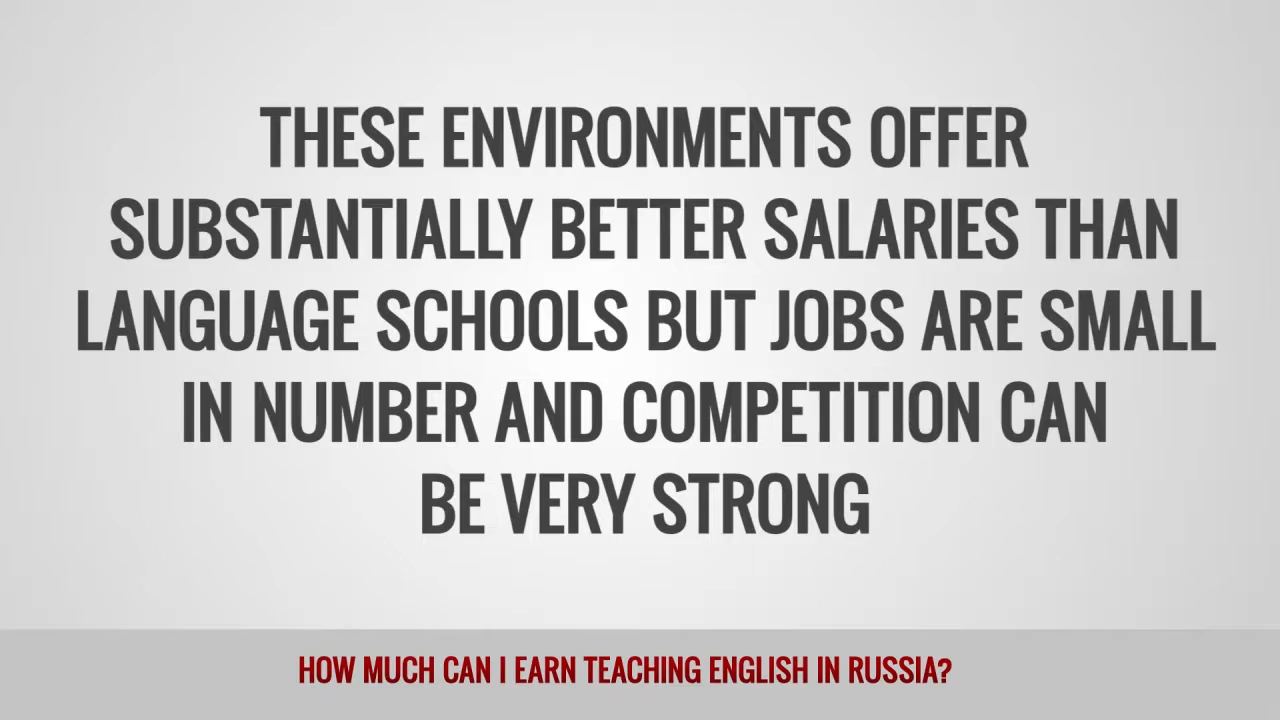 THESE ENVIRONMENTS OFFER
SUBSTANTIALLY BETTER SALARIES THAN
LANGUAGE SCHOOLS BUT JOBS ARE SMALL
IN NUMBER AND COMPETITION CAN
BE VERY STRONG
HOW MUCH CAN I EARN TEACHING ENGLISH IN RUSSIA?